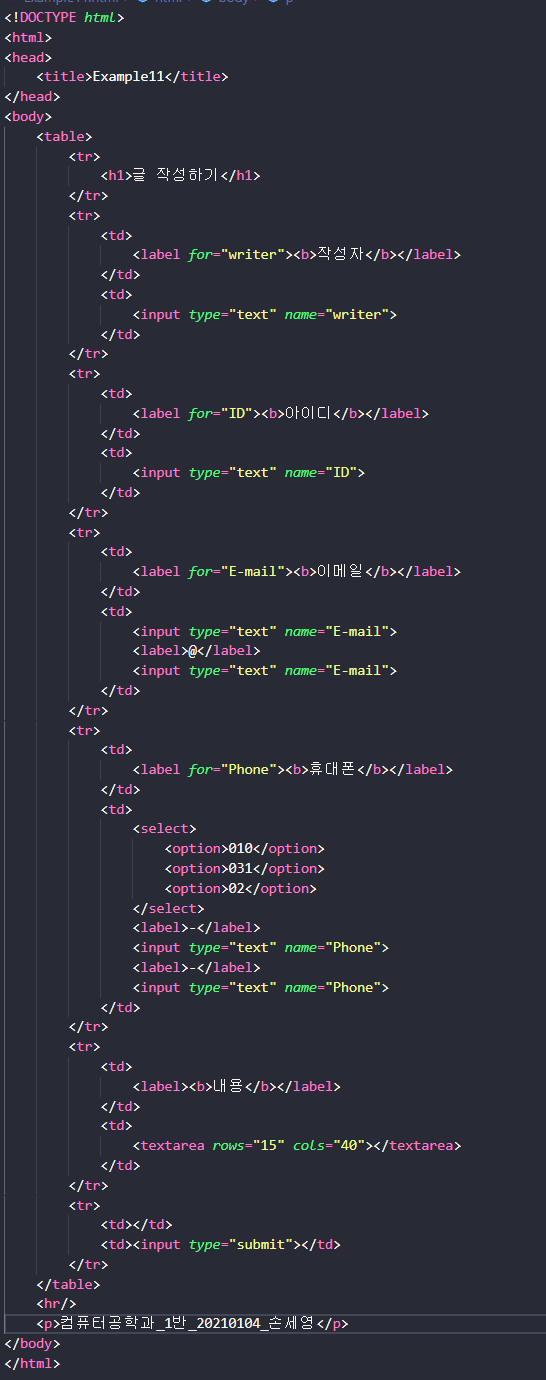 <!DOCTYPE html>
<html>
<head>
    <title>Example11</title>
</head>
<body>
    <table>
        <tr>
            <h1>글 작성하기</h1>
        </tr>
        <tr>
            <td>
                <label for="writer"><b>작성자</b></label>
            </td>
            <td>
                <input type="text" name="writer">
            </td>
        </tr>
        <tr>
            <td>
                <label for="ID"><b>아이디</b></label>
            </td>
            <td>
                <input type="text" name="ID">
            </td>
        </tr>
        <tr>
            <td>
                <label for="E-mail"><b>이메일</b></label>
            </td>
            <td>
                <input type="text" name="E-mail">
                <label>@</label>
                <input type="text" name="E-mail">
            </td>
        </tr>
        <tr>
            <td>
                <label for="Phone"><b>휴대폰</b></label>
            </td>
            <td>
                <select>
                    <option>010</option>
                    <option>031</option>
                    <option>02</option>
                </select>
                <label>-</label>
                <input type="text" name="Phone">
                <label>-</label>
                <input type="text" name="Phone">
            </td>
        </tr>
        <tr>
            <td>
                <label><b>내용</b></label>
            </td>
            <td>
                <textarea rows="15" cols="40"></textarea>
            </td>
        </tr>
        <tr>
            <td></td>
            <td><input type="submit"></td>
        </tr>
    </table>
    <hr/>
    <p>컴퓨터공학과_1반_20210104_손세영</p>
</body>
</html>